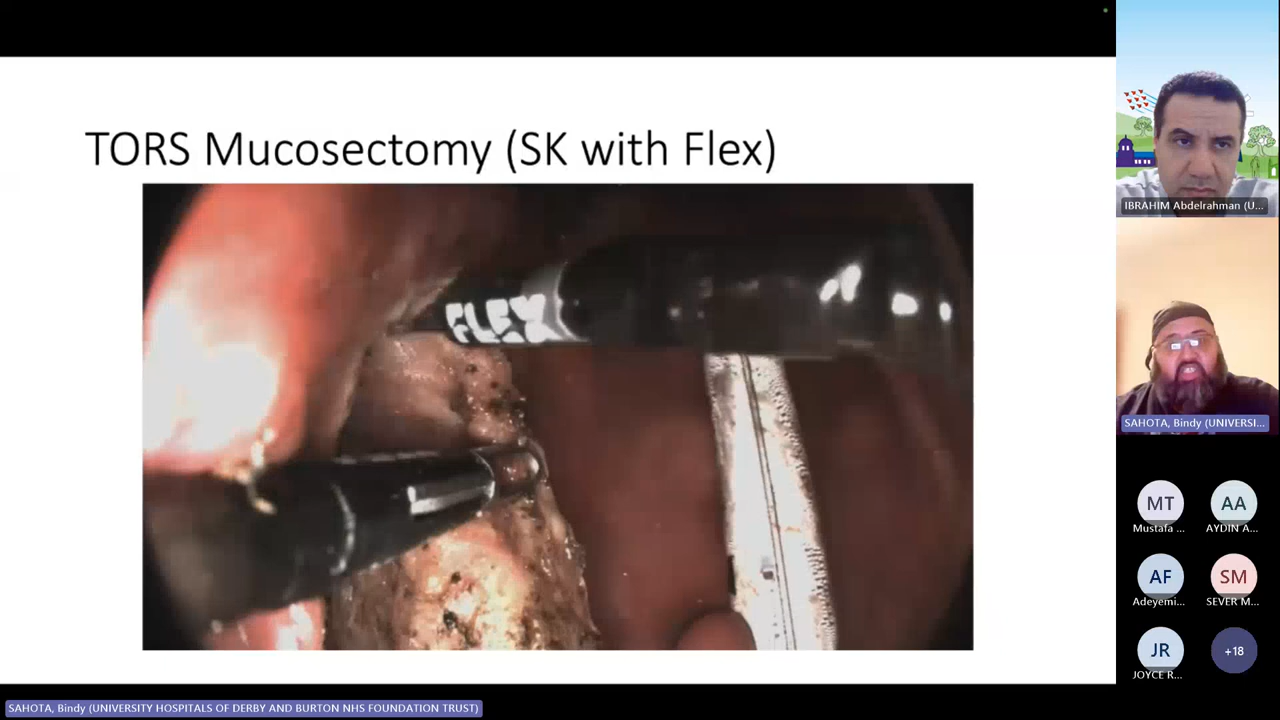 TORS Mucosectomy (SK with Flex)
FLEX
IBRAHIM Abdelrahman (U...
SAHOTA, Bindy (UNIVERSI...
MT
AA
Mustafa ...
AYDIN A...
AF
SM
Adeyemi...
SEVER M...
JR
+18
JOYCE R...
SAHOTA, Bindy (UNIVERSITY HOSPITALS OF DERBY AND BURTON NHS FOUNDATION TRUST)